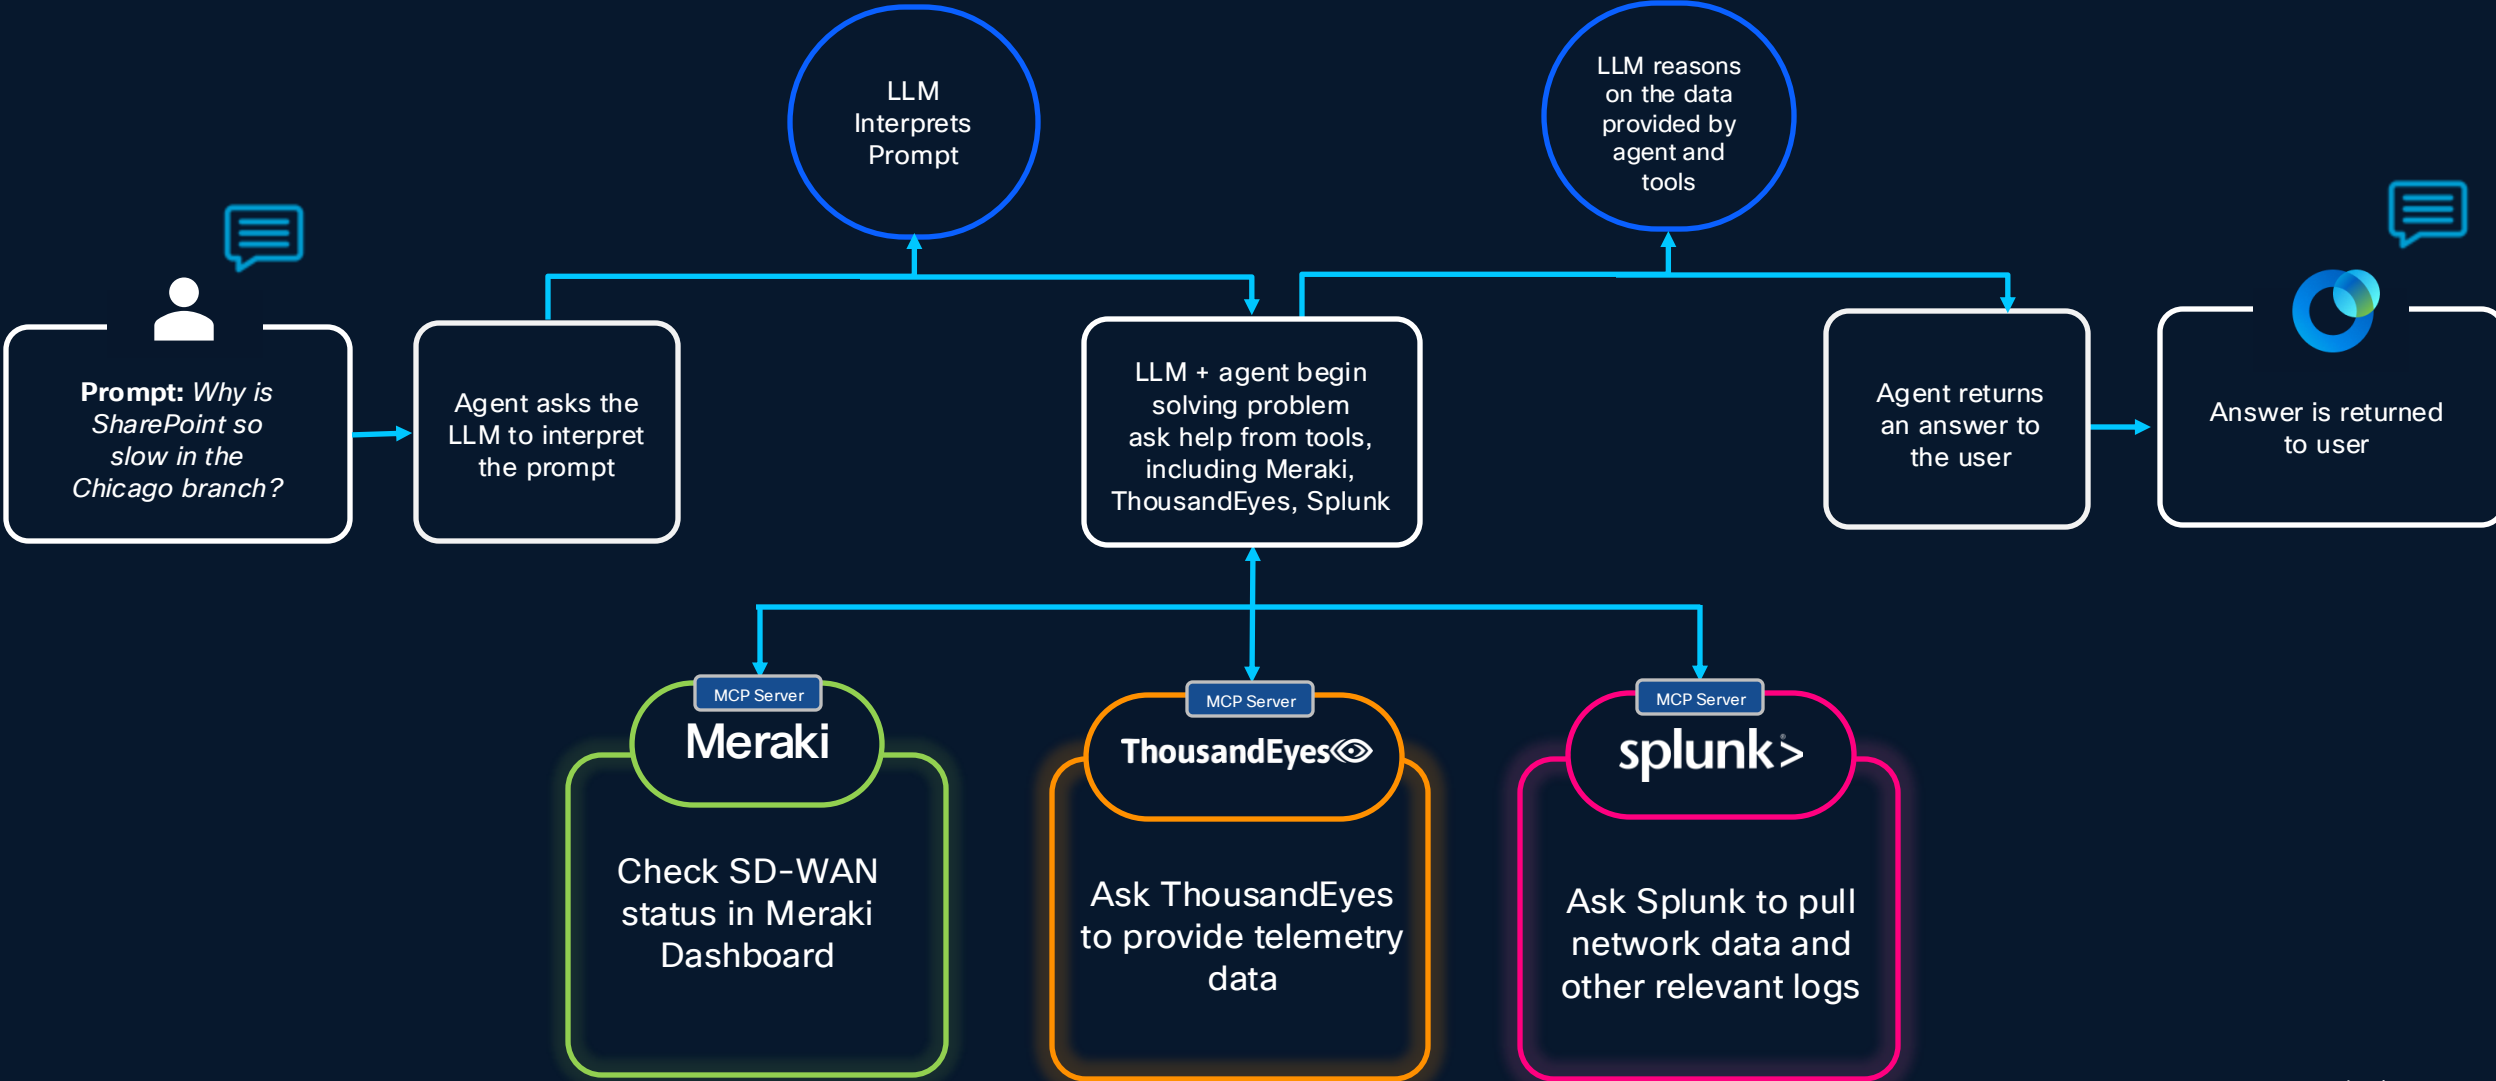 LLM
Interprets
Prompt
LLM reasons
on the data
provided by
agent and
tools
Prompt: Why is
SharePoint so
slow in the
Chicago branch?
Agent asks the
LLM to interpret
the prompt
LLM + agent begin
solving problem
ask help from tools,
including Meraki,
ThousandEyes, Splunk
Agent returns
an answer to
the user
Answer is returned
to user
MCP Server
Meraki
Check SD-WAN
status in Meraki
Dashboard
MCP Server
ThousandEyes
Ask ThousandEyes
to provide telemetry
data
MCP Server
splunk>
Ask Splunk to pull
network data and
other relevant logs